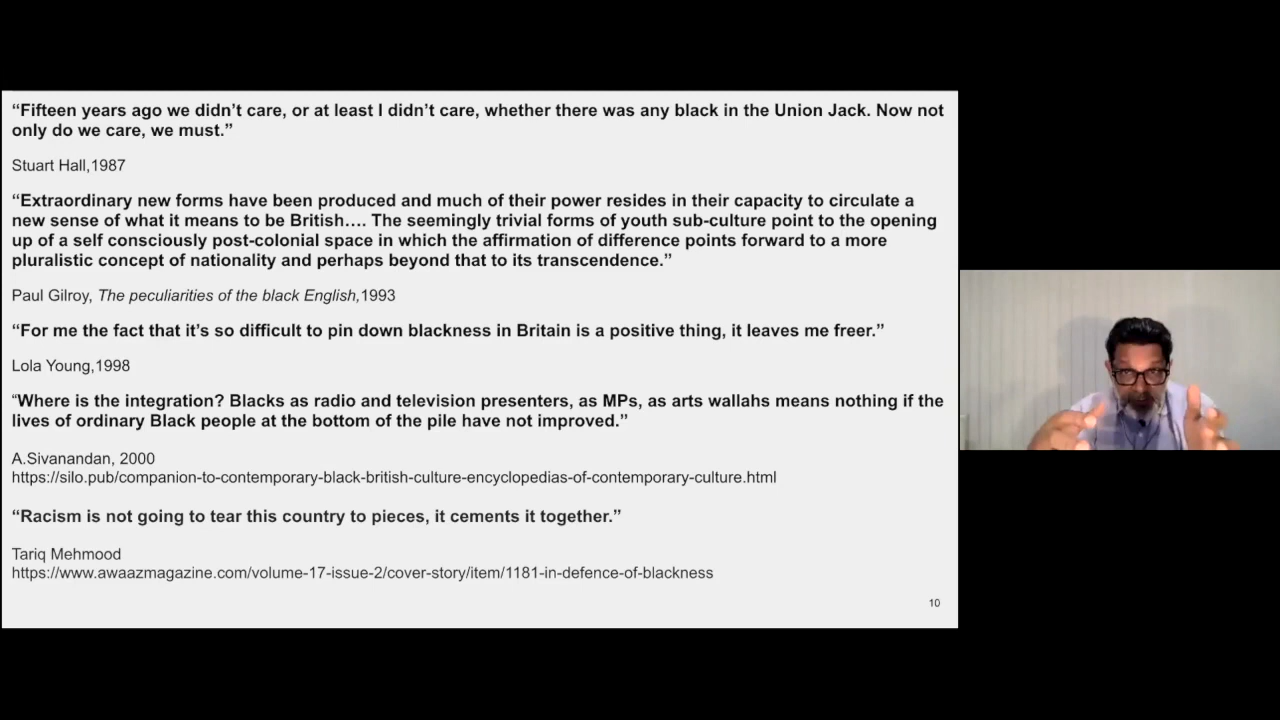 “Fifteen years ago we didn’t care, or at least I didn’t care, whether there was any black in the Union Jack. Now not
only do we care, we must.”
Stuart Hall,1987
“Extraordinary new forms have been produced and much of their power resides in their capacity to circulate a
new sense of what it means to be British…. The seemingly trivial forms of youth sub-culture point to the opening
up of a self consciously post-colonial space in which the affirmation of difference points forward to a more
pluralistic concept of nationality and perhaps beyond that to its transcendence.”
Paul Gilroy, The peculiarities of the black English,1993
“For me the fact that it’s so difficult to pin down blackness in Britain is a positive thing, it leaves me freer.”
Lola Young,1998
“Where is the integration? Blacks as radio and television presenters, as MPs, as arts wallahs means nothing if the
lives of ordinary Black people at the bottom of the pile have not improved.”
A.Sivanandan, 2000
https://silo.pub/companion-to-contemporary-black-british-culture-encyclopedias-of-contemporary-culture.html
“Racism is not going to tear this country to pieces, it cements it together.”
Tariq Mehmood
https://www.awaazmagazine.com/volume-17-issue-2/cover-story/item/1181-in-defence-of-blackness
10